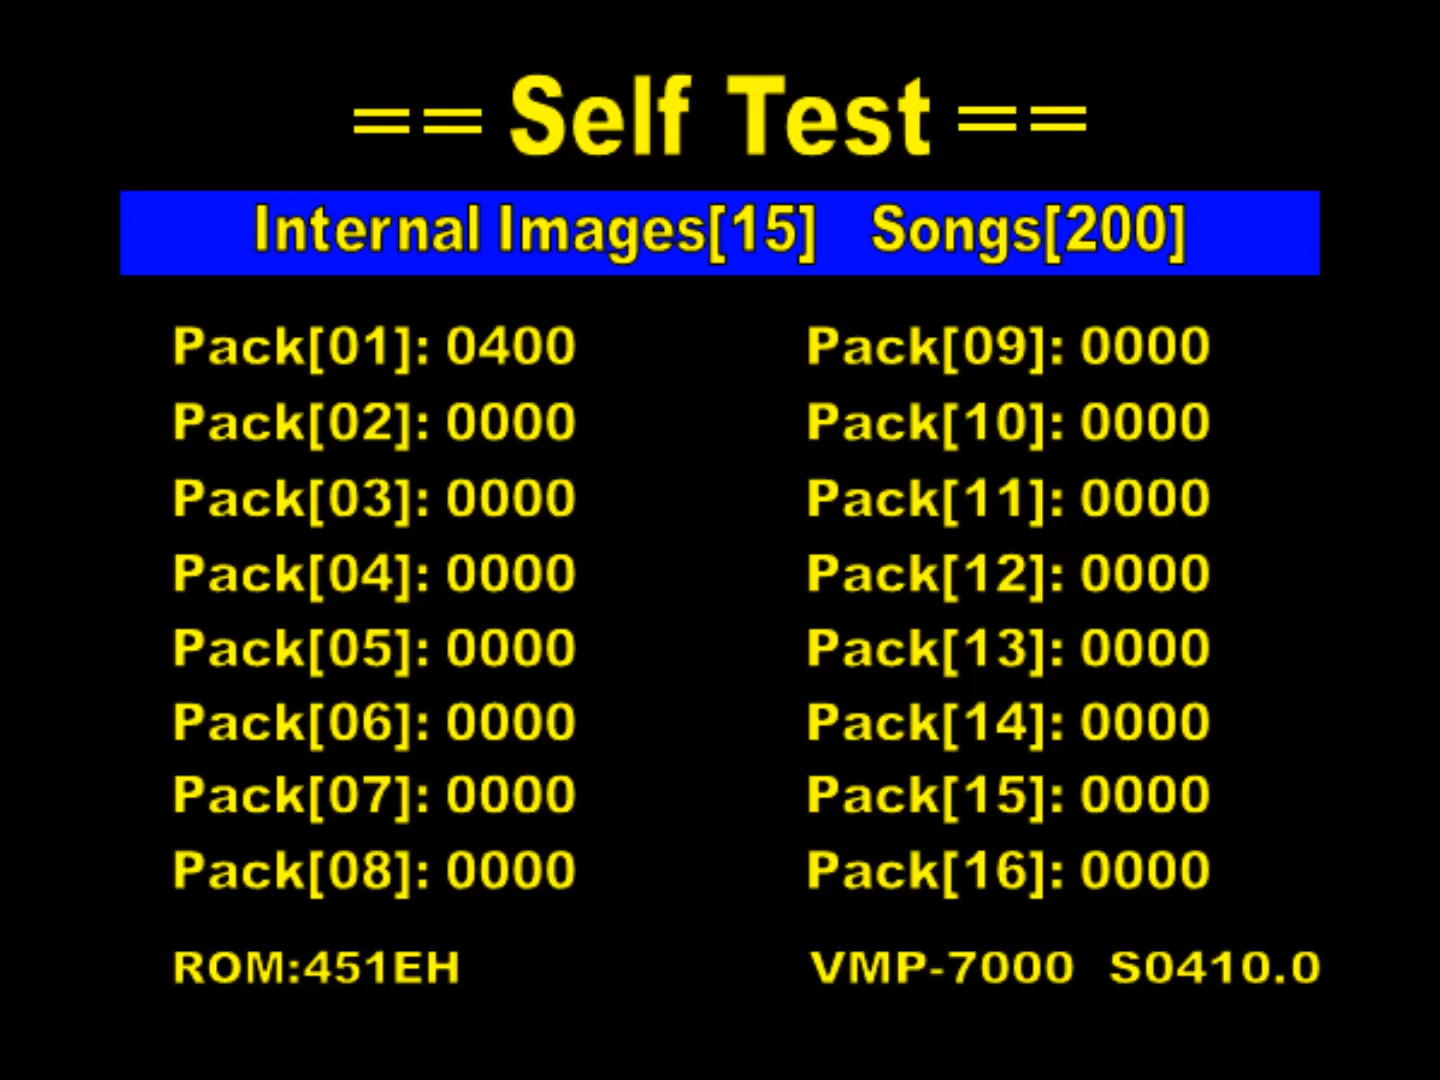 == Self Test ==
Internal Images[15] Songs[200]
Pack[01]: 0400
Pack[02]: 0000
Pack[03]: 0000
Pack[04]: 0000
Pack[05]: 0000
Pack[06]: 0000
Pack[07]: 0000
Pack[08]: 0000
Pack[09]: 0000
Pack[10]: 0000
Pack[11]: 0000
Pack[12]: 0000
Pack[13]: 0000
Pack[14]: 0000
Pack[15]: 0000
Pack[16]: 0000
ROM:451EH
VMP-7000 S0410.0